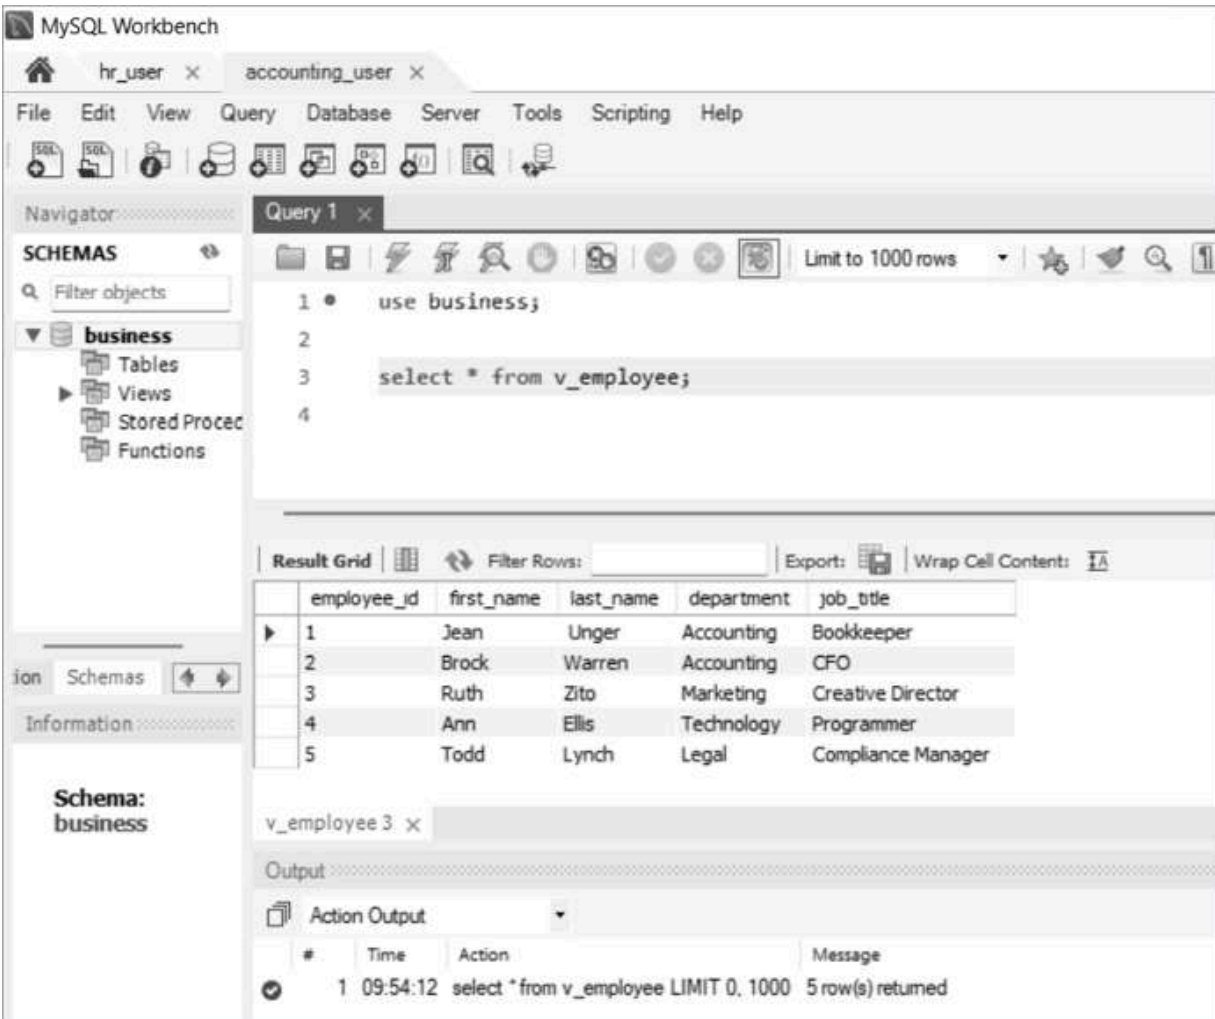 MySQL Workbench
hr_user × accounting_user ×
File Edit View Query Database Server Tools Scripting Help
Navigator
SCHEMAS
Filter objects
business
Tables
Views
Stored Proced
Functions
tion Schemas
Information
Schema:
business
Query 1 ×
Limit to 1000 rows
1 use business;
2
3 select * from v_employee;
4
Result Grid Filter Rows: Export: Wrap Cell Content:
employee_id first_name last_name department job_title
1 Jean Unger Accounting Bookkeeper
2 Brock Warren Accounting CFO
3 Ruth Zito Marketing Creative Director
4 Ann Ellis Technology Programmer
5 Todd Lynch Legal Compliance Manager
v_employee 3 ×
Output
Action Output
# Time Action Message
1 09:54:12 select * from v_employee LIMIT 0, 1000 5 row(s) returned